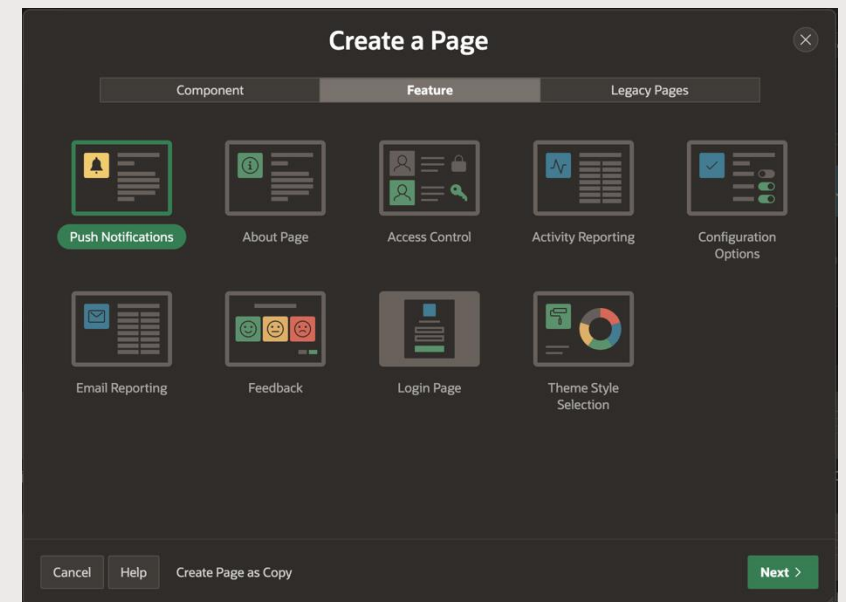 Create a Page
Component
Feature
Legacy Pages
Push Notifications
About Page
Access Control
Activity Reporting
Configuration
Options
Email Reporting
Feedback
Login Page
Theme Style
Selection
Cancel
Help
Create Page as Copy
Next >